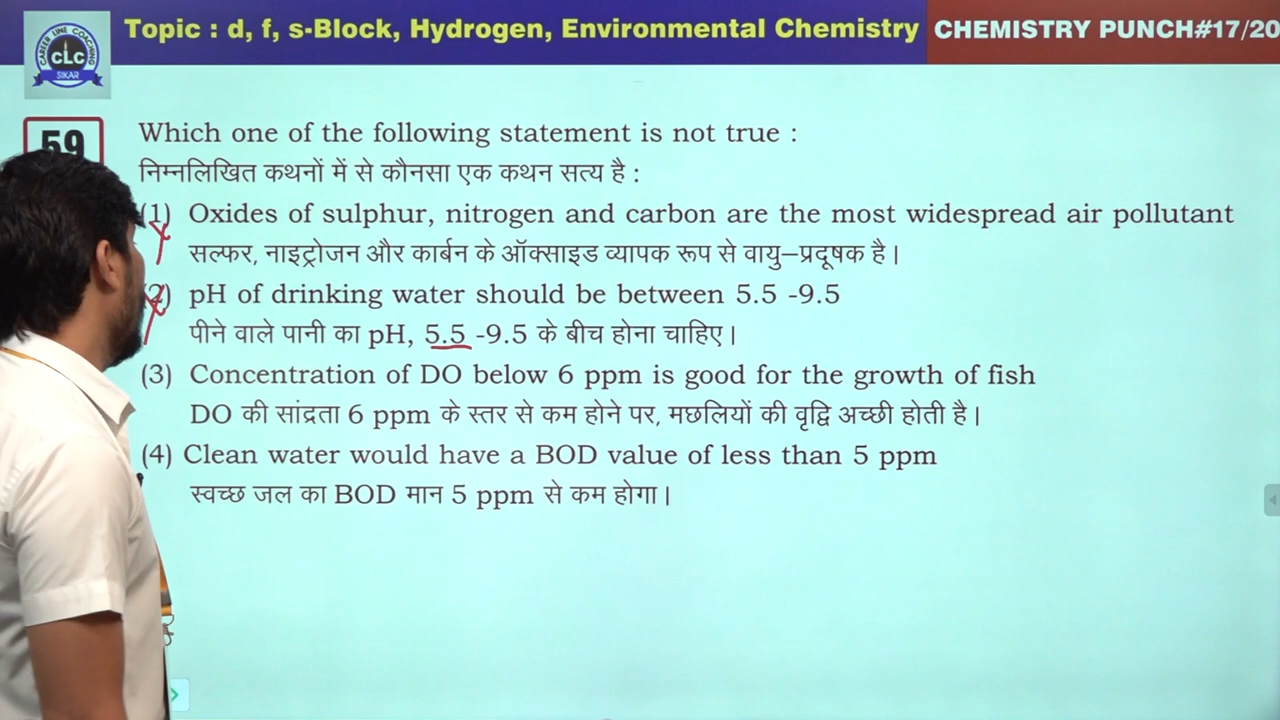 CAREER LINE COACHING
CLC
SIKAR
Topic : d, f, s-Block, Hydrogen, Environmental Chemistry
CHEMISTRY PUNCH#17/20
59
Which one of the following statement is not true :
निम्नलिखित कथनों में से कौनसा एक कथन सत्य है :
(1) Oxides of sulphur, nitrogen and carbon are the most widespread air pollutant
सल्फर, नाइट्रोजन और कार्बन के ऑक्साइड व्यापक रूप से वायु–प्रदूषक है।
(2) pH of drinking water should be between 5.5 -9.5
पीने वाले पानी का pH, 5.5 -9.5 के बीच होना चाहिए।
(3) Concentration of DO below 6 ppm is good for the growth of fish
DO की सांद्रता 6 ppm के स्तर से कम होने पर, मछलियों की वृद्वि अच्छी होती है।
(4) Clean water would have a BOD value of less than 5 ppm
स्वच्छ जल का BOD मान 5 ppm से कम होगा।